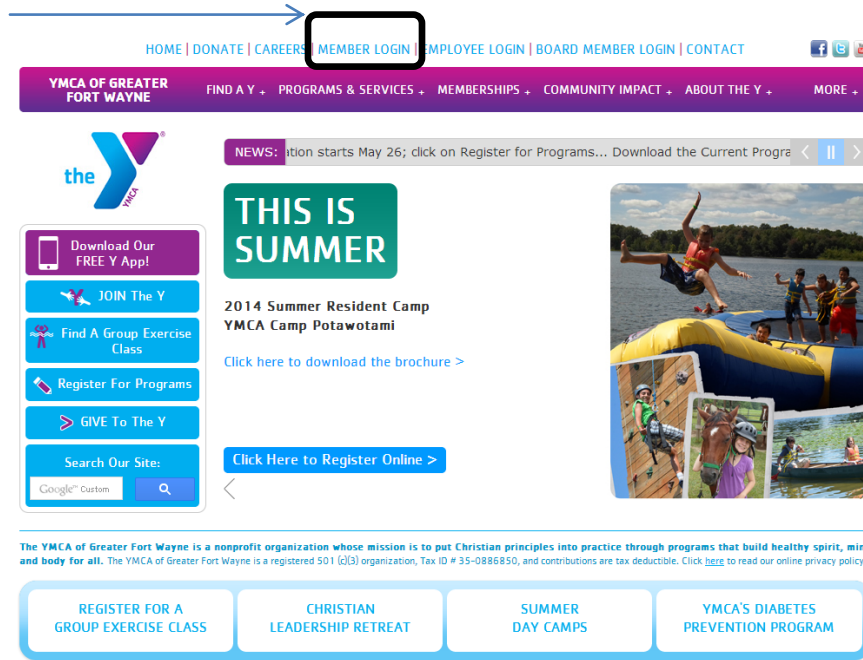 HOME | DONATE | CAREERS | MEMBER LOGIN | EMPLOYEE LOGIN | BOARD MEMBER LOGIN | CONTACT
YMCA OF GREATER
FORT WAYNE
FIND A Y + PROGRAMS & SERVICES + MEMBERSHIPS + COMMUNITY IMPACT + ABOUT THE Y + MORE +
the
YMCA
NEWS: ation starts May 26; click on Register for Programs... Download the Current Progra
THIS IS
SUMMER
Download Our
FREE Y App!
JOIN The Y
Find A Group Exercise
Class
Register For Programs
GIVE To The Y
Search Our Site:
Google™ Custom
2014 Summer Resident Camp
YMCA Camp Potawotami
Click here to download the brochure >
Click Here to Register Online >
The YMCA of Greater Fort Wayne is a nonprofit organization whose mission is to put Christian principles into practice through programs that build healthy spirit, min
and body for all. The YMCA of Greater Fort Wayne is a registered 501 (c)(3) organization, Tax ID # 35-0886850, and contributions are tax deductible. Click here to read our online privacy policy
REGISTER FOR A
GROUP EXERCISE CLASS
CHRISTIAN
LEADERSHIP RETREAT
SUMMER
DAY CAMPS
YMCA'S DIABETES
PREVENTION PROGRAM